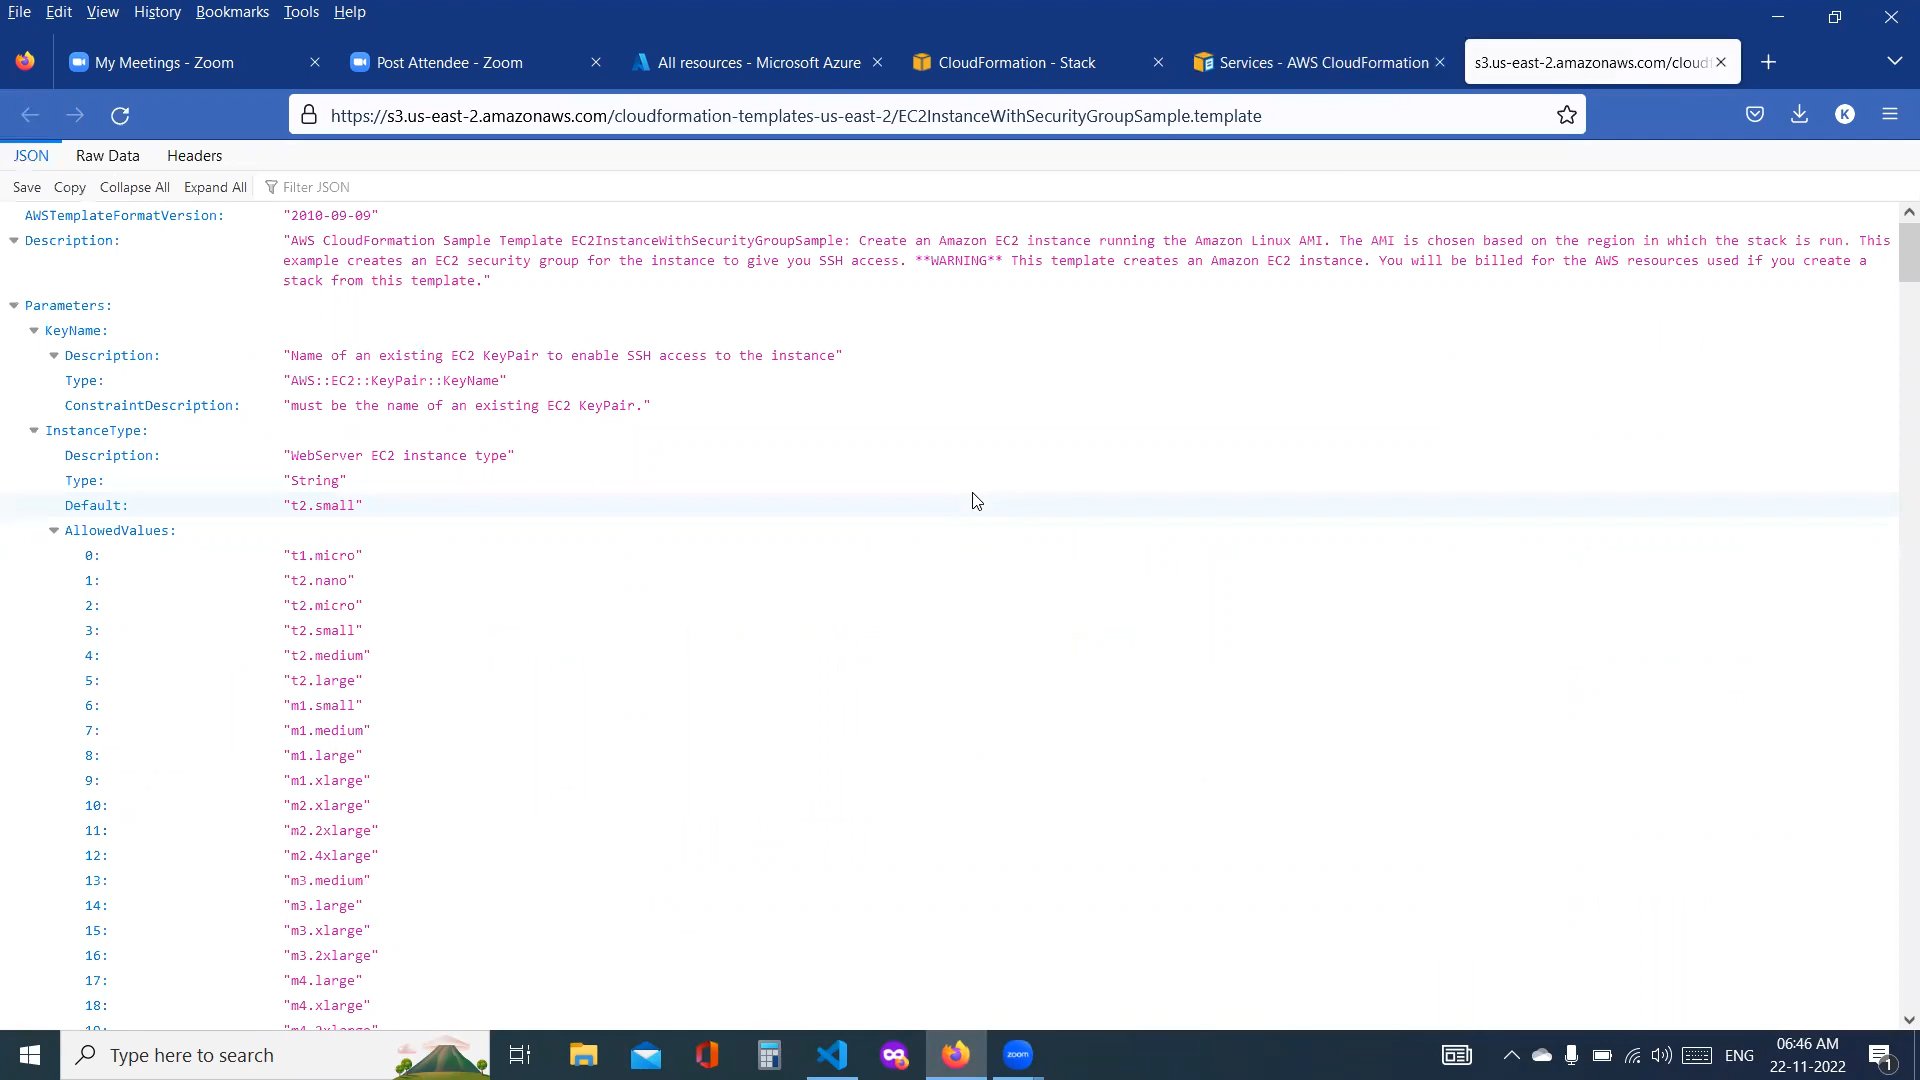 File Edit View History Bookmarks Tools Help
My Meetings - Zoom
Post Attendee - Zoom
All resources - Microsoft Azure
CloudFormation - Stack
Services - AWS CloudFormation
s3.us-east-2.amazonaws.com/cloudf
https://s3.us-east-2.amazonaws.com/cloudformation-templates-us-east-2/EC2InstanceWithSecurityGroupSample.template
K
JSON Raw Data Headers
Save Copy Collapse All Expand All Filter JSON
AWSTemplateFormatVersion: "2010-09-09"
Description: "AWS CloudFormation Sample Template EC2InstanceWithSecurityGroupSample: Create an Amazon EC2 instance running the Amazon Linux AMI. The AMI is chosen based on the region in which the stack is run. This
example creates an EC2 security group for the instance to give you SSH access. **WARNING** This template creates an Amazon EC2 instance. You will be billed for the AWS resources used if you create a
stack from this template."
Parameters:
KeyName:
Description: "Name of an existing EC2 KeyPair to enable SSH access to the instance"
Type: "AWS::EC2::KeyPair::KeyName"
ConstraintDescription: "must be the name of an existing EC2 KeyPair."
InstanceType:
Description: "WebServer EC2 instance type"
Type: "String"
Default: "t2.small"
AllowedValues:
0: "t1.micro"
1: "t2.nano"
2: "t2.micro"
3: "t2.small"
4: "t2.medium"
5: "t2.large"
6: "m1.small"
7: "m1.medium"
8: "m1.large"
9: "m1.xlarge"
10: "m2.xlarge"
11: "m2.2xlarge"
12: "m2.4xlarge"
13: "m3.medium"
14: "m3.large"
15: "m3.xlarge"
16: "m3.2xlarge"
17: "m4.large"
18: "m4.xlarge"
19: "m4.2xlarge"
Type here to search
zoom
ENG
06:46 AM
22-11-2022
1